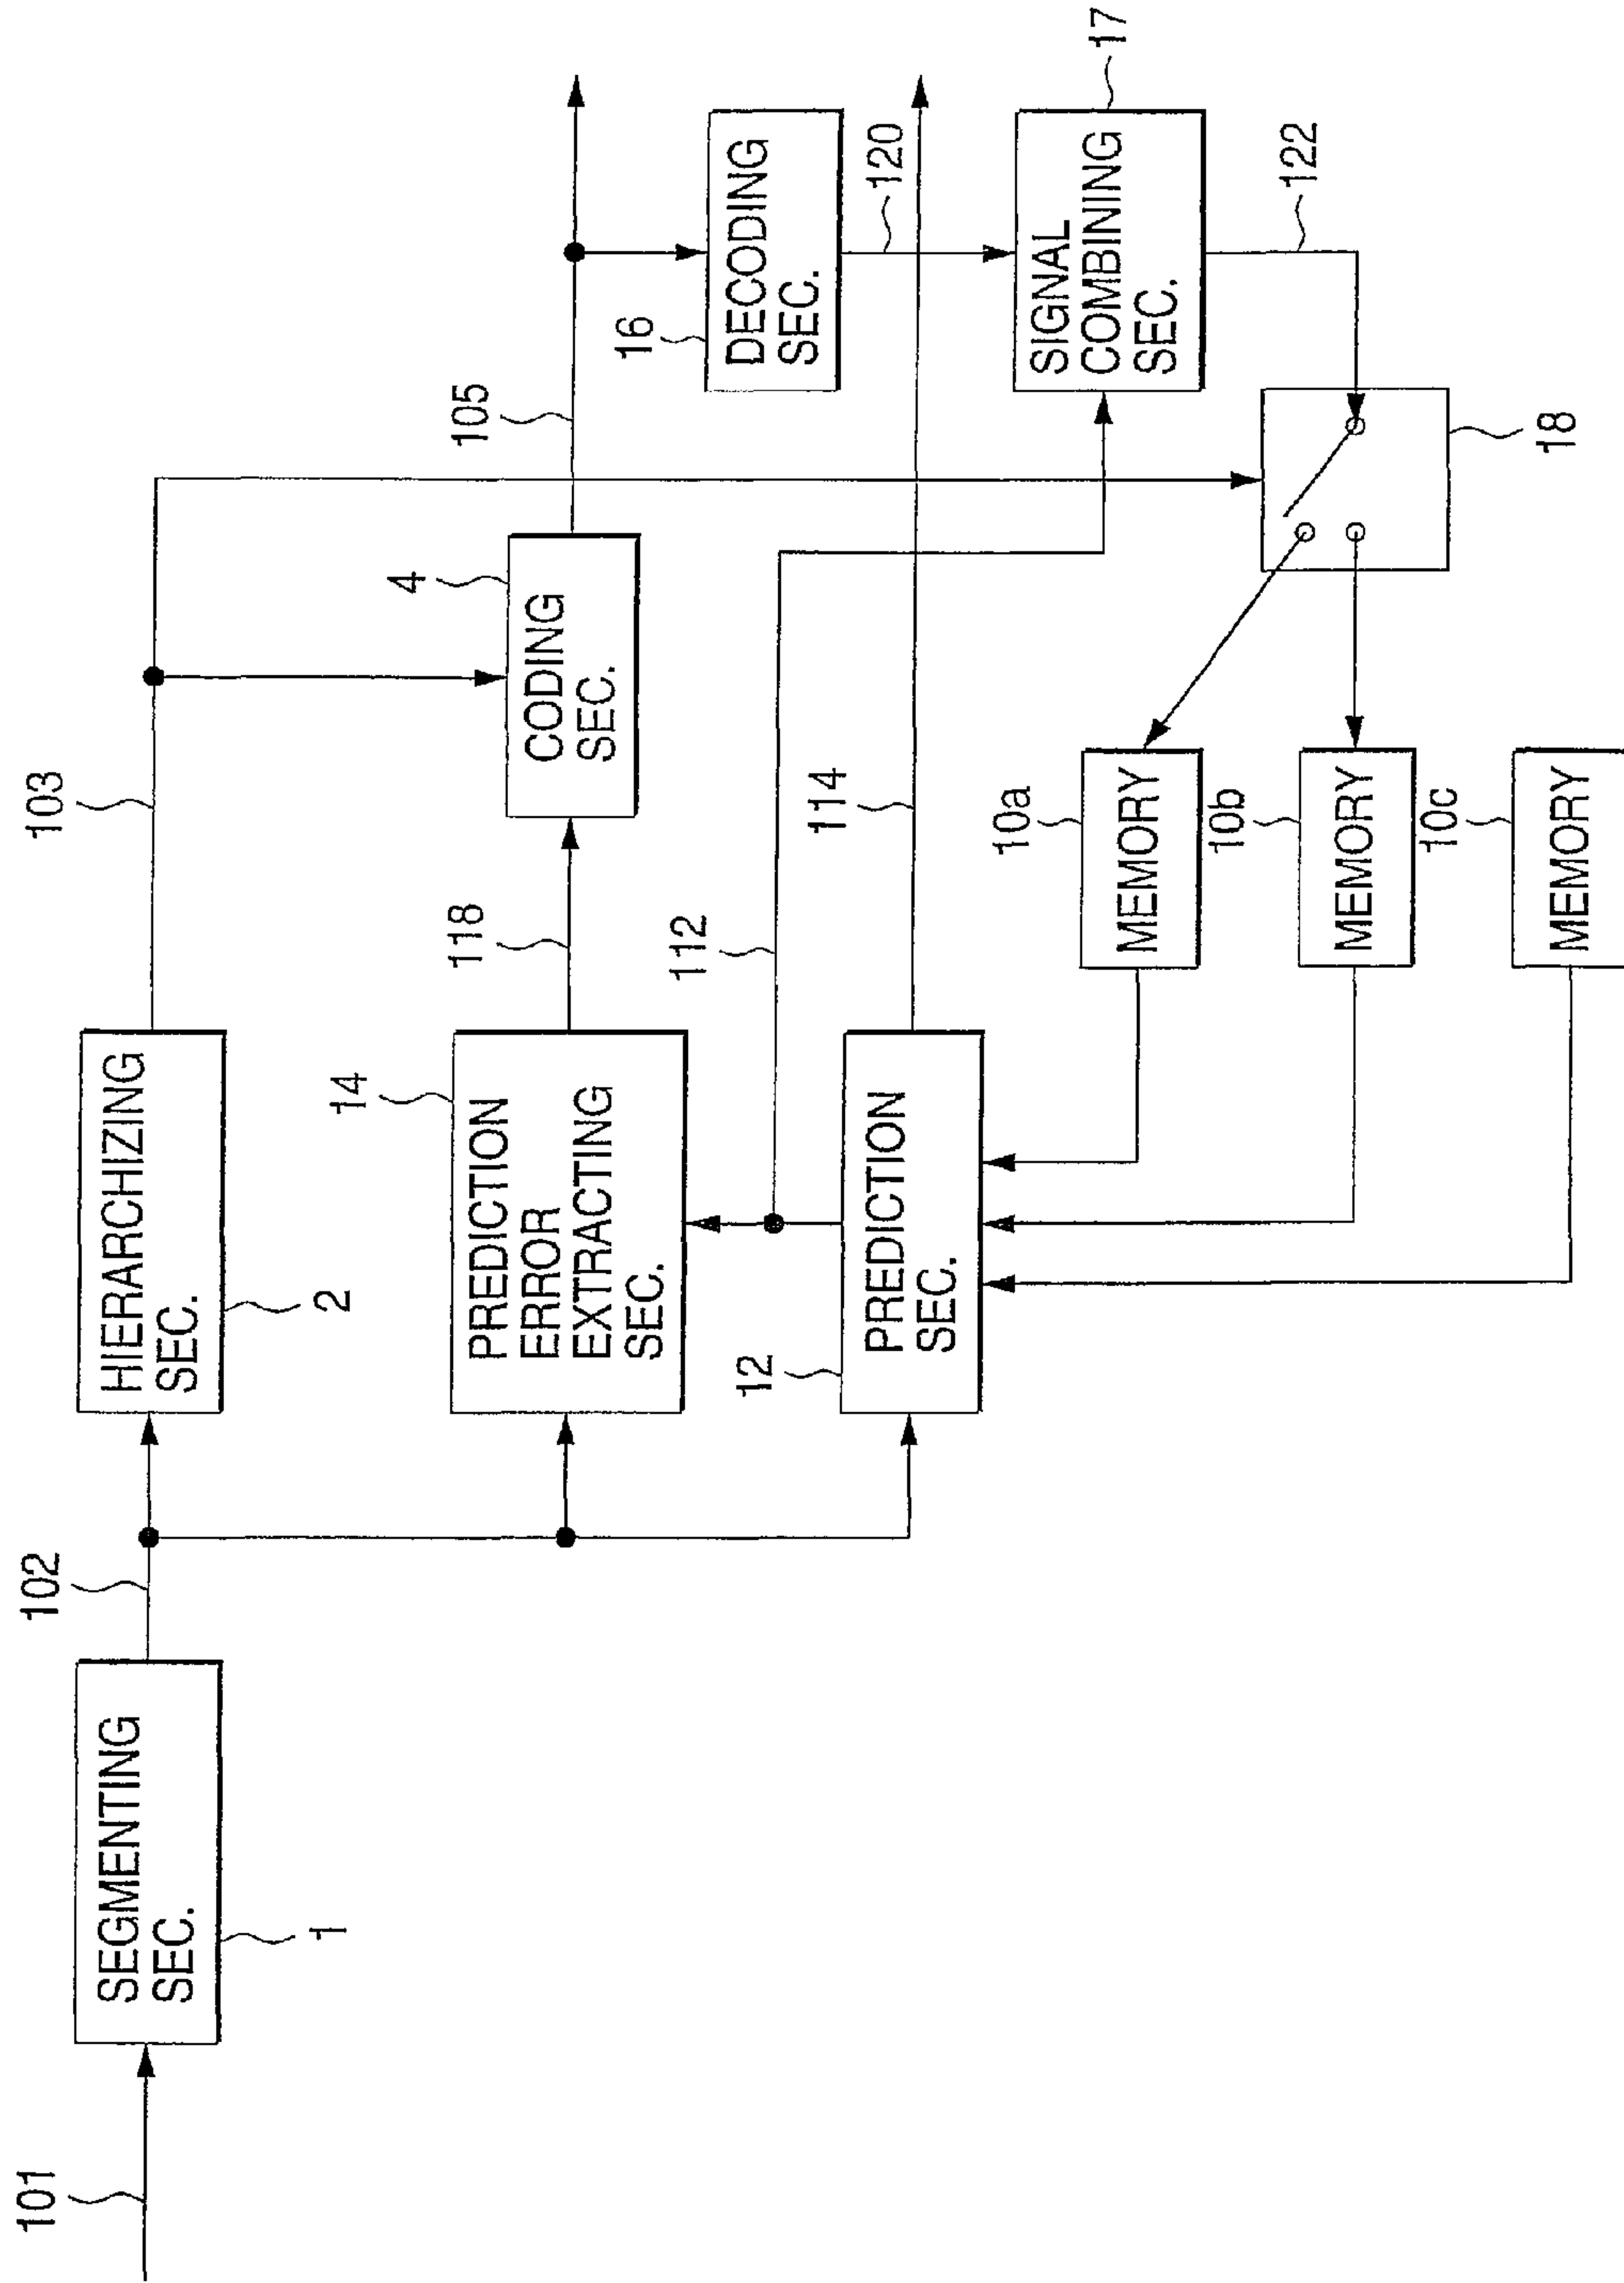 101
SEGMENTING
SEC.
1
102
HIERARCHIZING
SEC.
2
103
PREDICTION
ERROR
EXTRACTING
SEC.
14
118
CODING
SEC.
4
105
DECODING
SEC.
16
120
PREDICTION
SEC.
12
112
114
SIGNAL
COMBINING
SEC.
17
122
18
MEMORY
10a
MEMORY
10b
MEMORY
10c